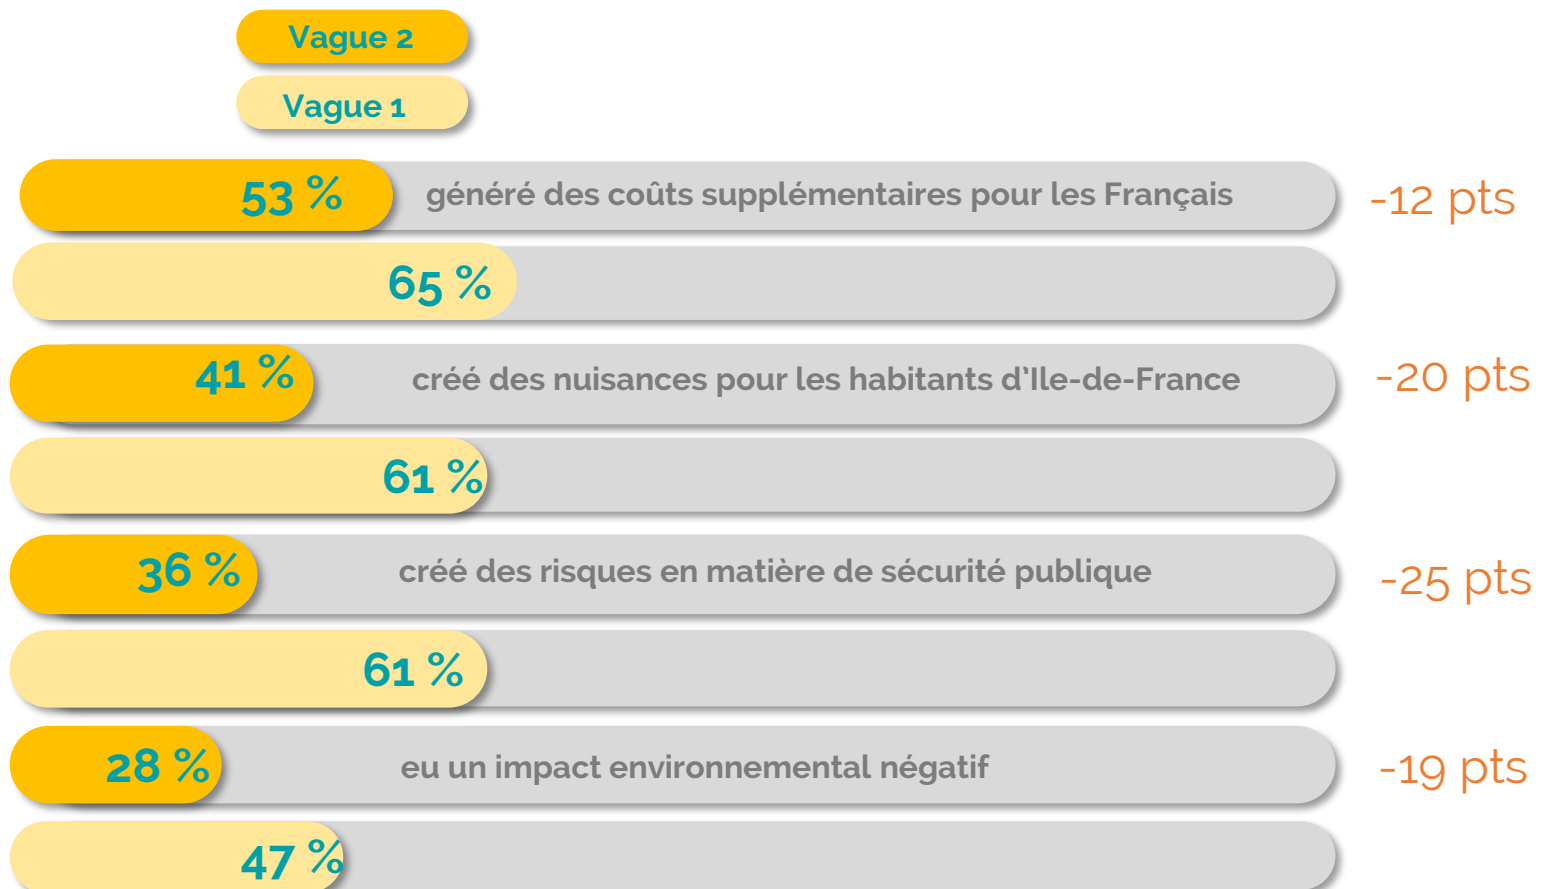 Vague 2
Vague 1
53 % généré des coûts supplémentaires pour les Français -12 pts
65 %
41 % créé des nuisances pour les habitants d'Ile-de-France -20 pts
61 %
36 % créé des risques en matière de sécurité publique -25 pts
61 %
28 % eu un impact environnemental négatif -19 pts
47 %